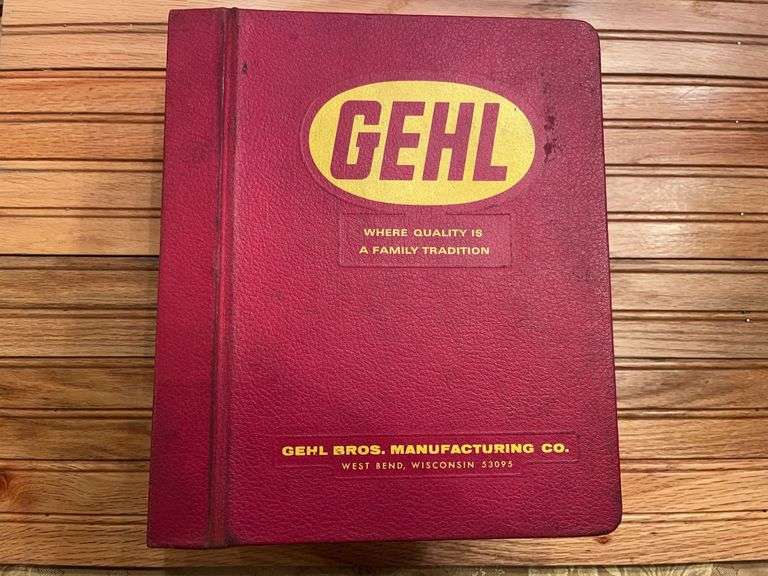 GEHL
WHERE QUALITY IS
A FAMILY TRADITION
GEHL BROS. MANUFACTURING CO.
WEST BEND, WISCONSIN 53095